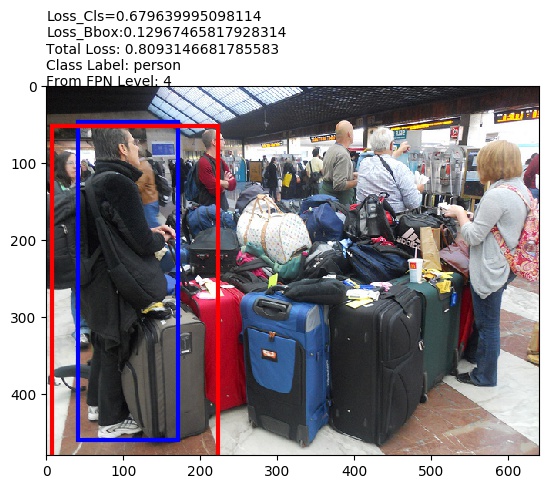 Loss_Cls=0.679639995098114
Loss_Bbox:0.12967465817928314
Total Loss: 0.8093146681785583
Class Label: person
From FPN Level: 4
0
100
200
300
400
0 100 200 300 400 500 600